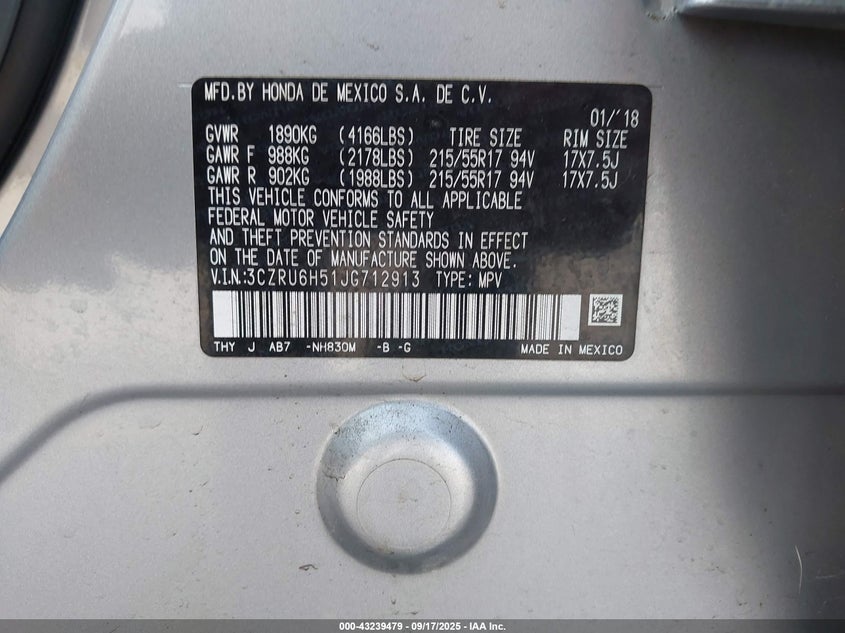 MFD.BY HONDA DE MEXICO S.A. DE C.V.
01/'18
GVWR 1890KG (4166LBS) TIRE SIZE RIM SIZE
GAWR F 988KG (2178LBS) 215/55R17 94V 17X7.5J
GAWR R 902KG (1988LBS) 215/55R17 94V 17X7.5J
THIS VEHICLE CONFORMS TO ALL APPLICABLE
FEDERAL MOTOR VEHICLE SAFETY
AND THEFT PREVENTION STANDARDS IN EFFECT
ON THE DATE OF MANUFACTURE SHOWN ABOVE.
V.I.N:3CZRU6H51JG712913 TYPE: MPV
THY J AB7 -NH830M -B -G MADE IN MEXICO
000-43239479 - 09/17/2025 - IAA Inc.